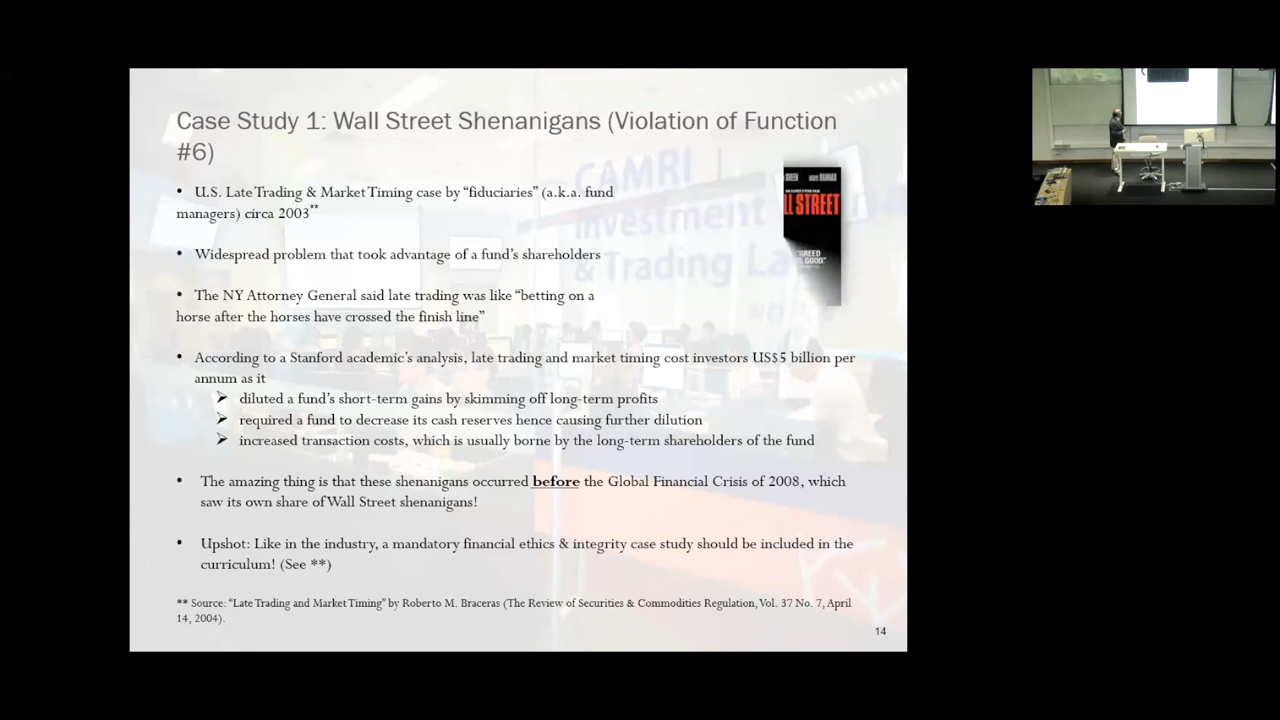 Case Study 1: Wall Street Shenanigans (Violation of Function
#6)
• U.S. Late Trading & Market Timing case by “fiduciaries” (a.k.a. fund
managers) circa 2003**
• Widespread problem that took advantage of a fund’s shareholders
• The NY Attorney General said late trading was like “betting on a
horse after the horses have crossed the finish line”
• According to a Stanford academic’s analysis, late trading and market timing cost investors US$5 billion per
annum as it
➢ diluted a fund’s short-term gains by skimming off long-term profits
➢ required a fund to decrease its cash reserves hence causing further dilution
➢ increased transaction costs, which is usually borne by the long-term shareholders of the fund
• The amazing thing is that these shenanigans occurred before the Global Financial Crisis of 2008, which
saw its own share of Wall Street shenanigans!
• Upshot: Like in the industry, a mandatory financial ethics & integrity case study should be included in the
curriculum! (See **)
** Source: “Late Trading and Market Timing” by Roberto M. Braceras (The Review of Securities & Commodities Regulation, Vol. 37 No. 7, April
14, 2004).
14
SHEEN HANNAH
LL STREET
"GREED
GOOD"
CAMRI
Investment
& Trading La